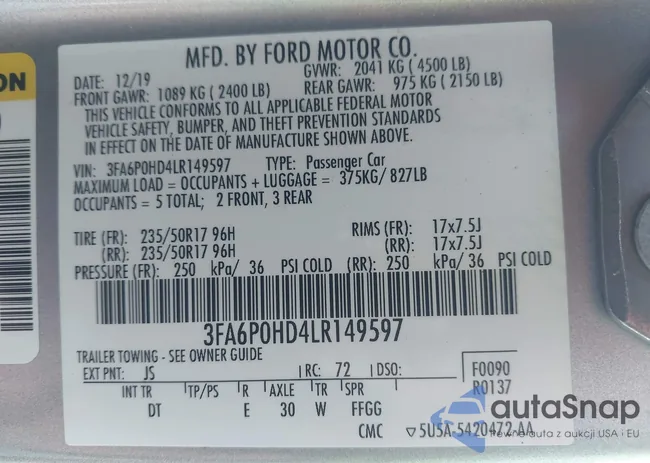 ON
MFD. BY FORD MOTOR CO.
DATE: 12/19 GVWR: 2041 KG ( 4500 LB)
FRONT GAWR: 1089 KG ( 2400 LB) REAR GAWR: 975 KG ( 2150 LB)
THIS VEHICLE CONFORMS TO ALL APPLICABLE FEDERAL MOTOR
VEHICLE SAFETY, BUMPER, AND THEFT PREVENTION STANDARDS
IN EFFECT ON THE DATE OF MANUFACTURE SHOWN ABOVE.
VIN: 3FA6P0HD4LR149597 TYPE: Passenger Car
MAXIMUM LOAD = OCCUPANTS + LUGGAGE = 375KG/ 827LB
OCCUPANTS = 5 TOTAL; 2 FRONT, 3 REAR
TIRE (FR): 235/50R17 96H RIMS (FR): 17x7.5J
(RR): 235/50R17 96H (RR): 17x7.5J
PRESSURE (FR): 250 kPa/ 36 PSI COLD (RR): 250 kPa/ 36 PSI COLD
3FA6P0HD4LR149597
TRAILER TOWING - SEE OWNER GUIDE
EXT PNT: JS RC: 72 DSO: F0090
R0137
INT TR TP/PS R AXLE TR SPR
DT E 30 W FFGG
CMC ▽5U5A-5420472-AA
autaSnap
Pewne auta z aukcji USA i EU